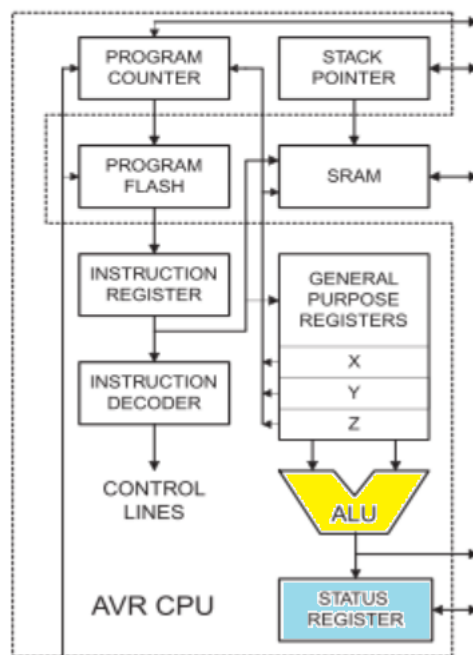 PROGRAM
COUNTER
STACK
POINTER
PROGRAM
FLASH
SRAM
INSTRUCTION
REGISTER
GENERAL
PURPOSE
REGISTERS
X
Y
Z
INSTRUCTION
DECODER
CONTROL
LINES
ALU
AVR CPU
STATUS
REGISTER